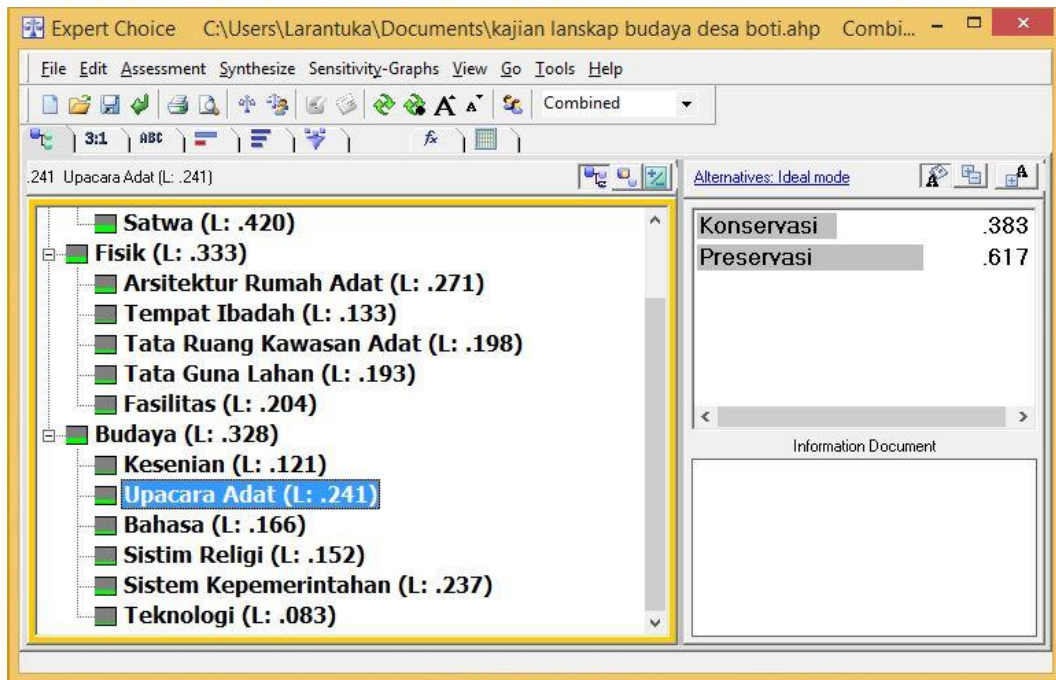 Expert Choice C:\Users\Larantuka\Documents\kajian lanskap budaya desa boti.ahp Combi...
File Edit Assessment Synthesize Sensitivity-Graphs View Go Tools Help
A A Combined
3:1 ABC fx
.241 Upacara Adat (L: .241)
Satwa (L: .420)
Fisik (L: .333)
Arsitektur Rumah Adat (L: .271)
Tempat Ibadah (L: .133)
Tata Ruang Kawasan Adat (L: .198)
Tata Guna Lahan (L: .193)
Fasilitas (L: .204)
Budaya (L: .328)
Kesenian (L: .121)
Upacara Adat (L: .241)
Bahasa (L: .166)
Sistim Religi (L: .152)
Sistem Kepemerintahan (L: .237)
Teknologi (L: .083)
Alternatives: Ideal mode
A A
Konservasi .383
Preservasi .617
Information Document